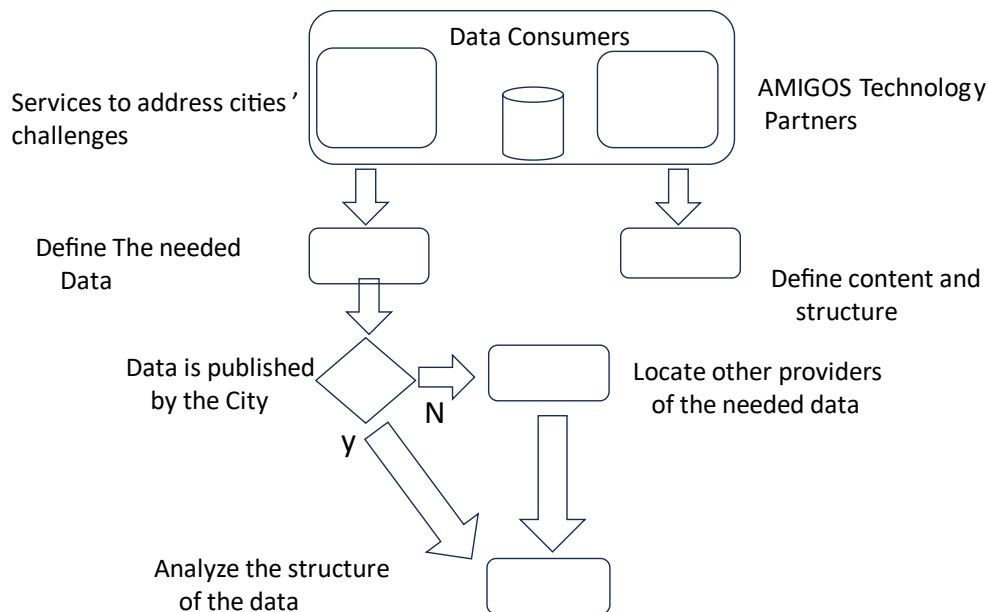 Data Consumers
Services to address cities’
challenges
AMIGOS Technology
Partners
Define The needed
Data
Define content and
structure
Data is published
by the City
N
y
Locate other providers
of the needed data
Analyze the structure
of the data